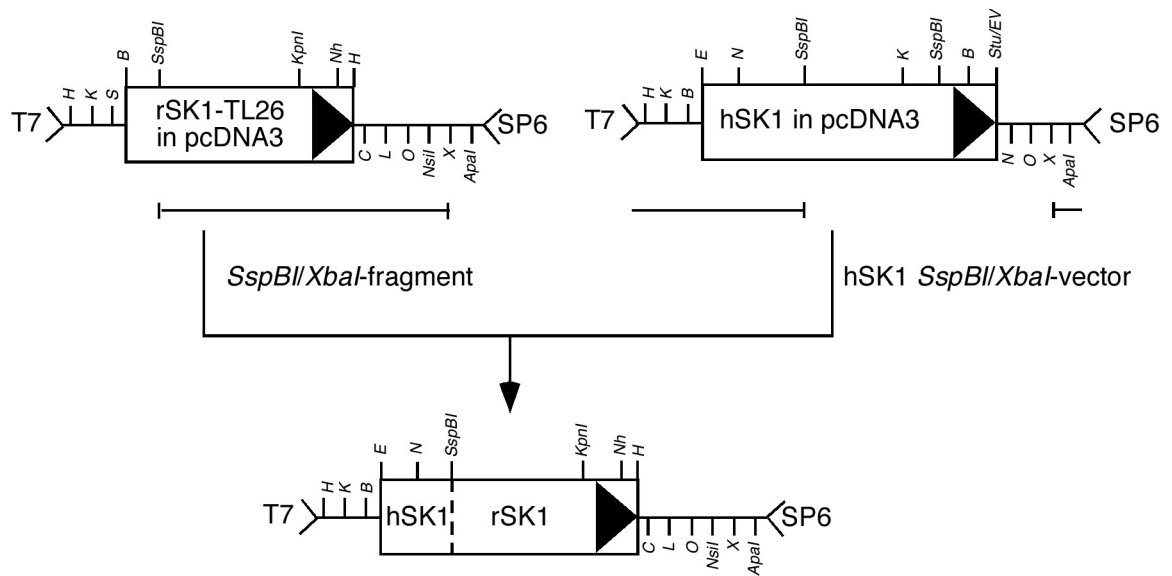 B SspBI KpnI Nh H
H K S
T7 rSK1-TL26 in pcDNA3 SP6
C L O NsiI X ApaI
E N SspBI K SspBI B Stu/EV
H K B
T7 hSK1 in pcDNA3 SP6
N O X ApaI
SspBI/XbaI-fragment
hSK1 SspBI/XbaI-vector
E N SspBI KpnI Nh H
H K B
T7 hSK1 rSK1 SP6
C L O NsiI X ApaI